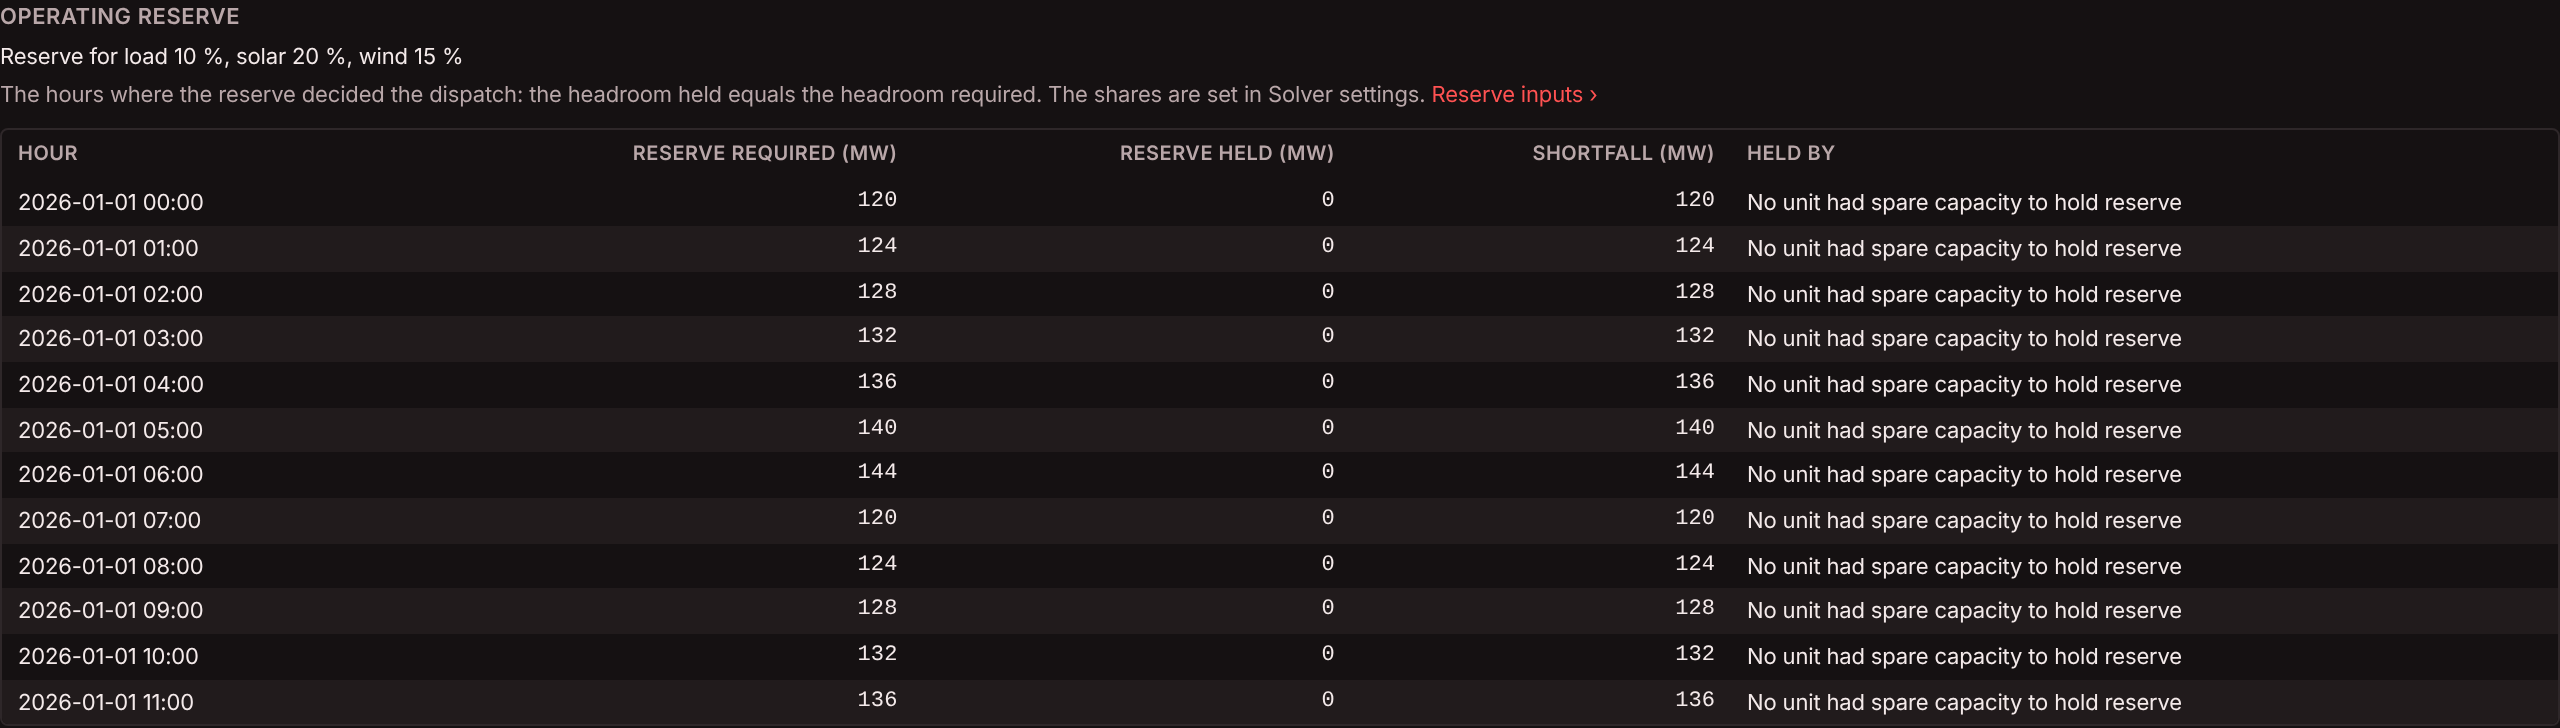 OPERATING RESERVE
Reserve for load 10 %, solar 20 %, wind 15 %
The hours where the reserve decided the dispatch: the headroom held equals the headroom required. The shares are set in Solver settings. Reserve inputs ›
HOUR RESERVE REQUIRED (MW) RESERVE HELD (MW) SHORTFALL (MW) HELD BY
2026-01-01 00:00 120 0 120 No unit had spare capacity to hold reserve
2026-01-01 01:00 124 0 124 No unit had spare capacity to hold reserve
2026-01-01 02:00 128 0 128 No unit had spare capacity to hold reserve
2026-01-01 03:00 132 0 132 No unit had spare capacity to hold reserve
2026-01-01 04:00 136 0 136 No unit had spare capacity to hold reserve
2026-01-01 05:00 140 0 140 No unit had spare capacity to hold reserve
2026-01-01 06:00 144 0 144 No unit had spare capacity to hold reserve
2026-01-01 07:00 120 0 120 No unit had spare capacity to hold reserve
2026-01-01 08:00 124 0 124 No unit had spare capacity to hold reserve
2026-01-01 09:00 128 0 128 No unit had spare capacity to hold reserve
2026-01-01 10:00 132 0 132 No unit had spare capacity to hold reserve
2026-01-01 11:00 136 0 136 No unit had spare capacity to hold reserve